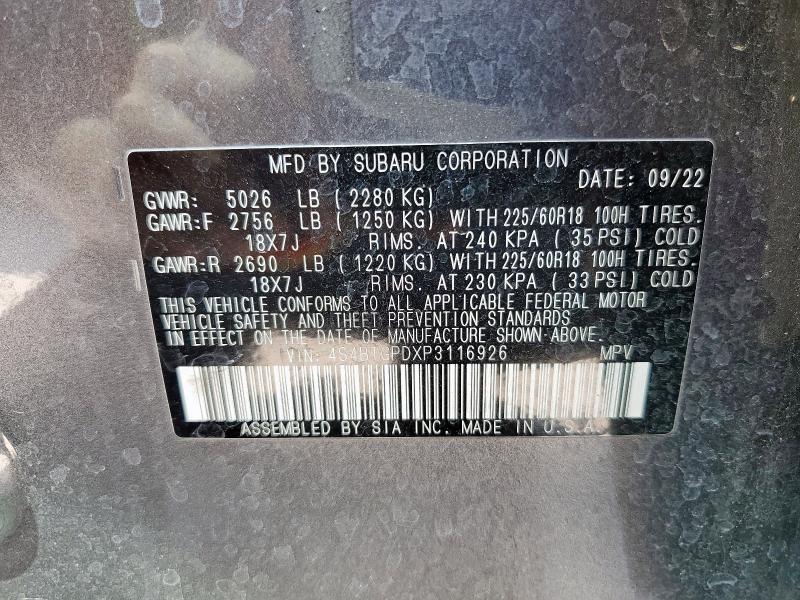 MFD BY SUBARU CORPORATION
DATE: 09/22
GVWR: 5026 LB ( 2280 KG)
GAWR:F 2756 LB ( 1250 KG) WITH 225/60R18 100H TIRES.
18X7J RIMS. AT 240 KPA ( 35 PSI) COLD
GAWR:R 2690 LB ( 1220 KG) WITH 225/60R18 100H TIRES.
18X7J RIMS. AT 230 KPA ( 33 PSI) COLD
THIS VEHICLE CONFORMS TO ALL APPLICABLE FEDERAL MOTOR
VEHICLE SAFETY AND THEFT PREVENTION STANDARDS
IN EFFECT ON THE DATE OF MANUFACTURE SHOWN ABOVE.
VIN: 4S4BTGPDXP3116926 MPV
ASSEMBLED BY SIA INC. MADE IN U.S.A.